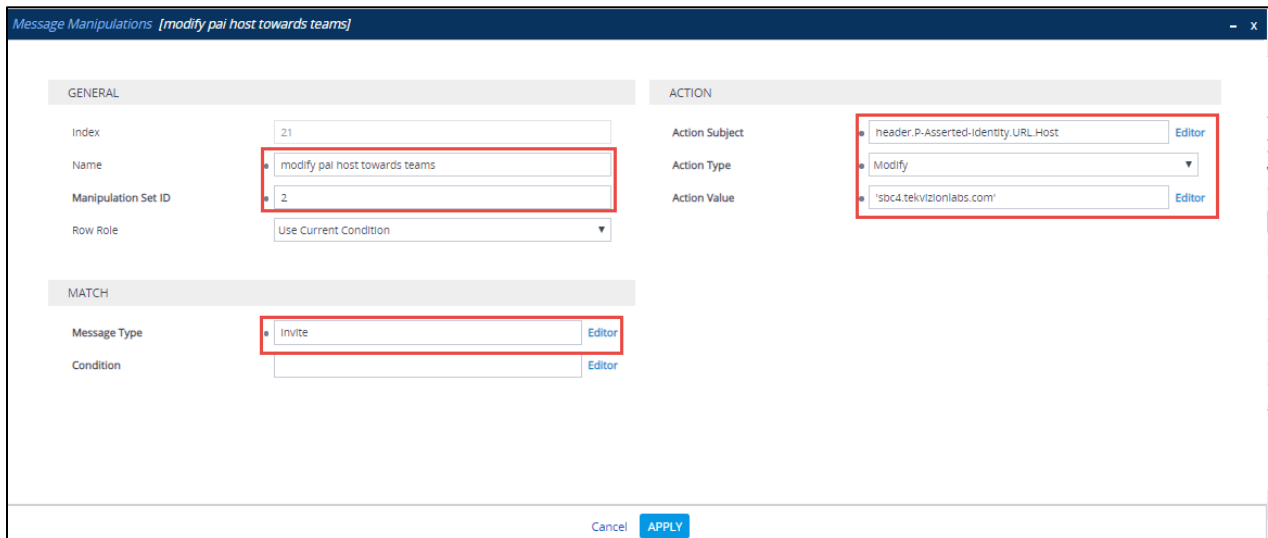 Message Manipulations [modify pai host towards teams] - x
GENERAL
Index 21
Name modify pai host towards teams
Manipulation Set ID 2
Row Role Use Current Condition
MATCH
Message Type Invite Editor
Condition Editor
ACTION
Action Subject header.P-Asserted-Identity.URL.Host Editor
Action Type Modify
Action Value 'sbc4.tekvizionlabs.com' Editor
Cancel APPLY